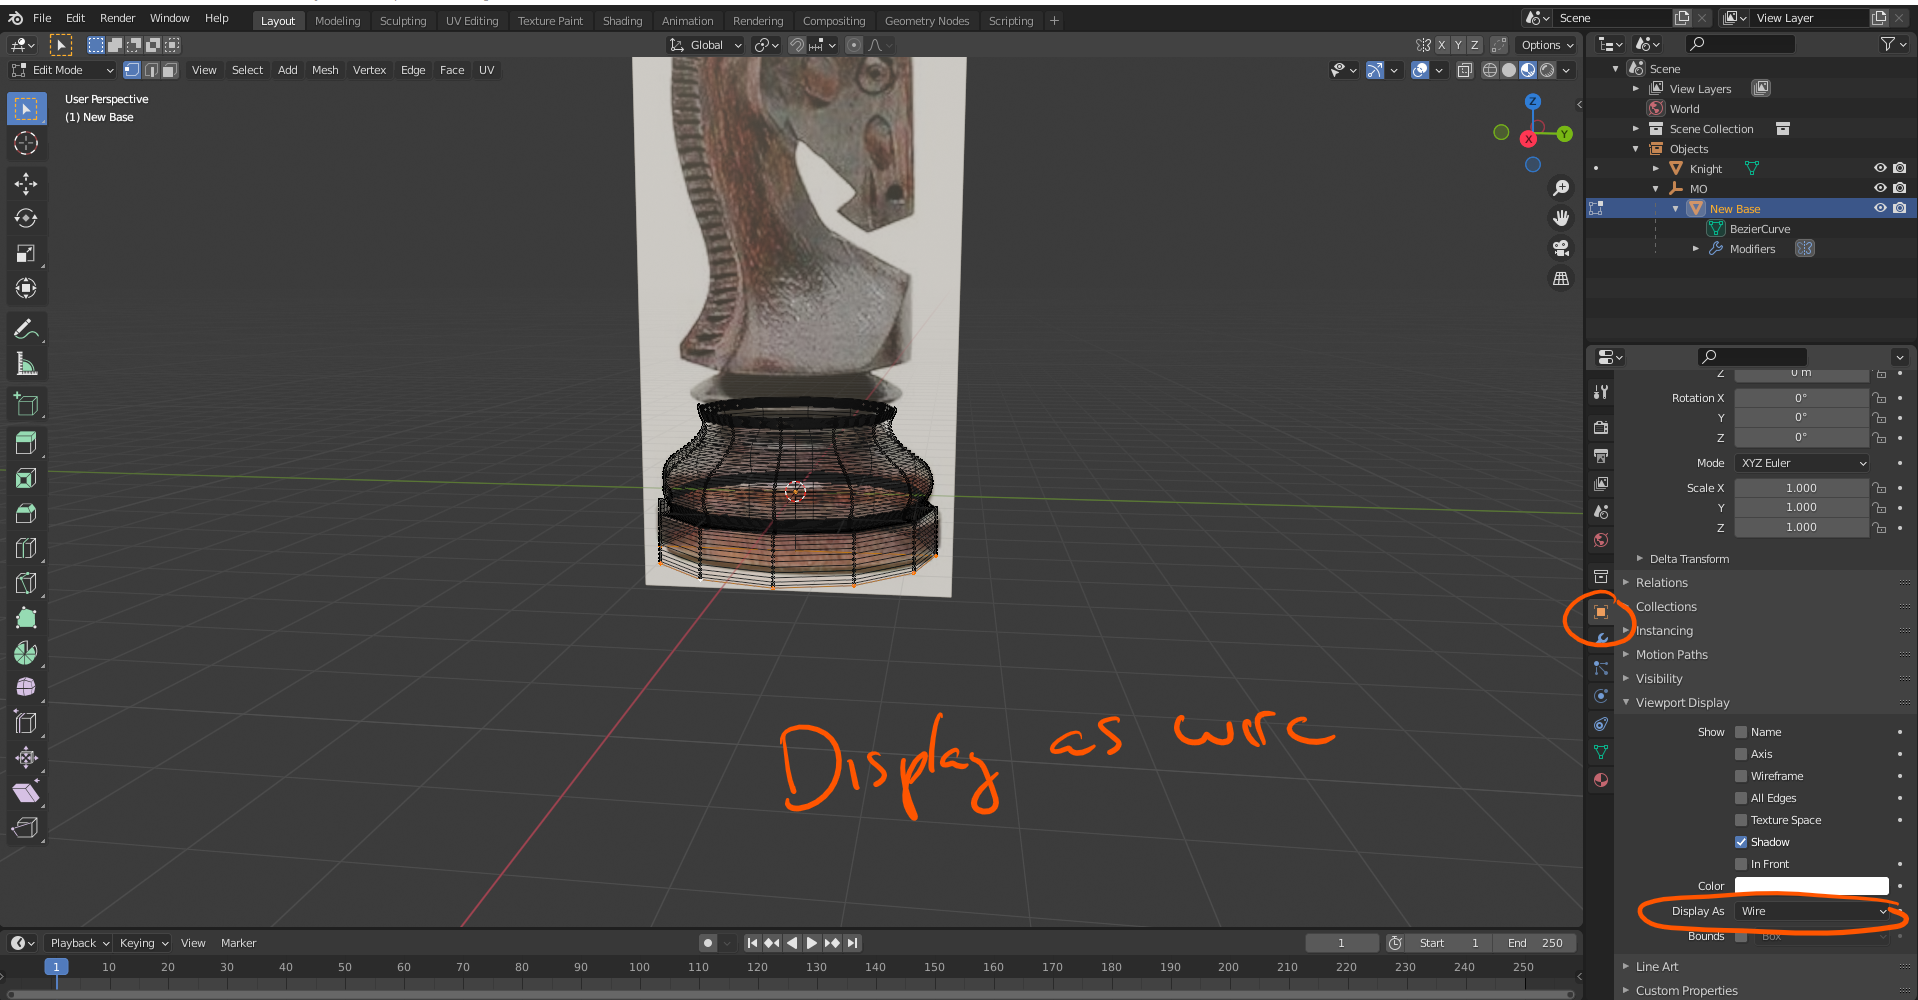 File Edit Render Window Help Layout Modeling Sculpting UV Editing Texture Paint Shading Animation Rendering Compositing Geometry Nodes Scripting + Scene View Layer
Global X Y Z Options
Edit Mode View Select Add Mesh Vertex Edge Face UV
User Perspective
(1) New Base
Z
Y
X
Scene
View Layers
World
Scene Collection
Objects
Knight
MO
New Base
BezierCurve
Modifiers
Z 0 m
Rotation X 0°
Y 0°
Z 0°
Mode XYZ Euler
Scale X 1.000
Y 1.000
Z 1.000
Delta Transform
Relations
Collections
Instancing
Motion Paths
Visibility
Viewport Display
Show Name
Axis
Wireframe
All Edges
Texture Space
Shadow
In Front
Color
Display As Wire
Bounds Box
Line Art
Custom Properties
Display as wire
Playback Keying View Marker 1 Start 1 End 250
1 10 20 30 40 50 60 70 80 90 100 110 120 130 140 150 160 170 180 190 200 210 220 230 240 250